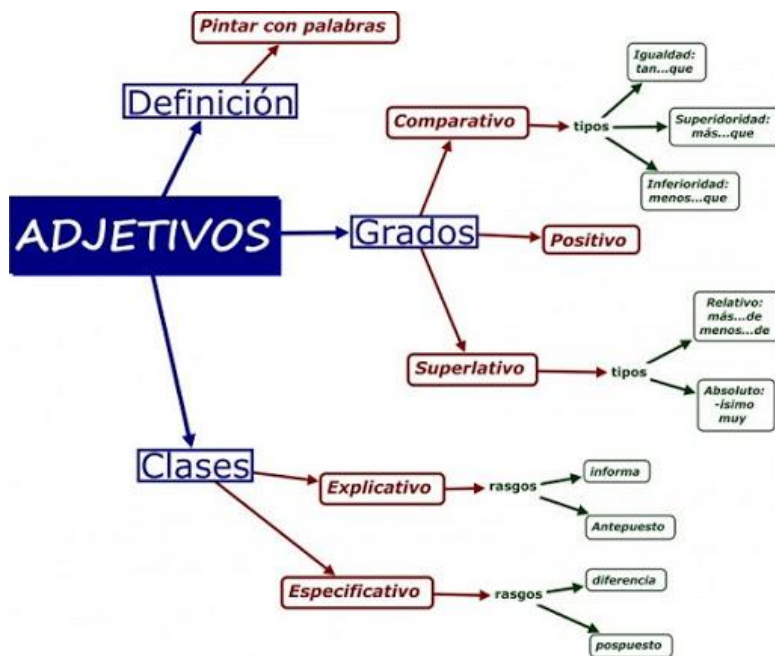 Pintar con palabras
Definición
ADJETIVOS
Grados
Comparativo
tipos
Igualdad:
tan...que
Superidoridad:
más...que
Inferioridad:
menos...que
Positivo
Superlativo
tipos
Relativo:
más...de
menos...de
Absoluto:
-ísimo
muy
Clases
Explicativo
rasgos
informa
Antepuesto
Especificativo
rasgos
diferencia
pospuesto